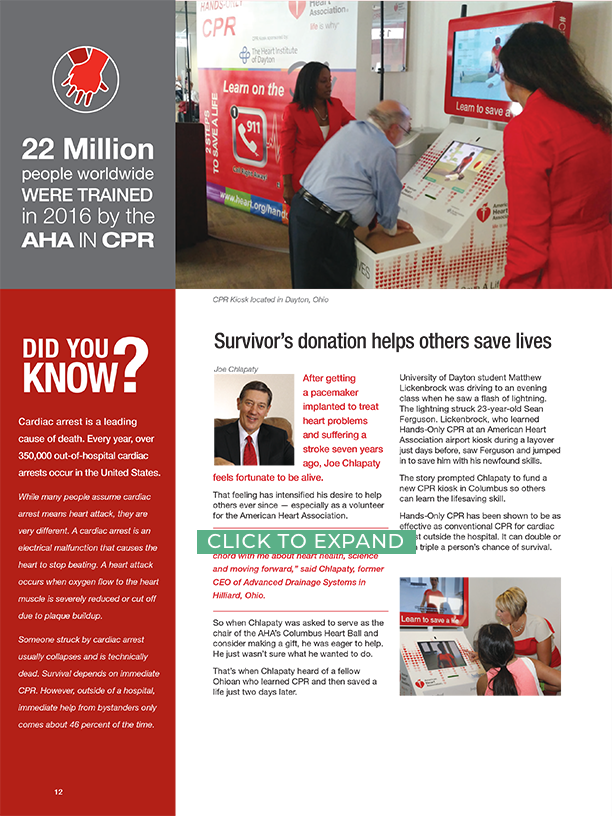 22 Million
people worldwide
WERE TRAINED
in 2016 by the
AHA IN CPR
HANDS-ONLY
CPR
The Heart Institute
of Dayton
Learn on the
2 STEPS
TO SAVE A LIFE
1
911
www.heart.org/hand
American
Heart
Association®
life is why®
Learn to save a
CPR Kiosk located in Dayton, Ohio
DID YOU
KNOW?
Cardiac arrest is a leading
cause of death. Every year, over
350,000 out-of-hospital cardiac
arrests occur in the United States.
While many people assume cardiac
arrest means heart attack, they are
very different. A cardiac arrest is an
electrical malfunction that causes the
heart to stop beating. A heart attack
occurs when oxygen flow to the heart
muscle is severely reduced or cut off
due to plaque buildup.
Someone struck by cardiac arrest
usually collapses and is technically
dead. Survival depends on immediate
CPR. However, outside of a hospital,
immediate help from bystanders only
comes about 46 percent of the time.
12
Survivor's donation helps others save lives
Joe Chlapaty
After getting
a pacemaker
implanted to treat
heart problems
and suffering a
stroke seven years
ago, Joe Chlapaty
feels fortunate to be alive.
That feeling has intensified his desire to help
others ever since — especially as a volunteer
for the American Heart Association.
CLICK TO EXPAND
chord with me about heart health, science
and moving forward," said Chlapaty, former
CEO of Advanced Drainage Systems in
Hilliard, Ohio.
So when Chlapaty was asked to serve as the
chair of the AHA's Columbus Heart Ball and
consider making a gift, he was eager to help.
He just wasn't sure what he wanted to do.
That's when Chlapaty heard of a fellow
Ohioan who learned CPR and then saved a
life just two days later.
University of Dayton student Matthew
Lickenbrock was driving to an evening
class when he saw a flash of lightning.
The lightning struck 23-year-old Sean
Ferguson. Lickenbrock, who learned
Hands-Only CPR at an American Heart
Association airport kiosk during a layover
just days before, saw Ferguson and jumped
in to save him with his newfound skills.
The story prompted Chlapaty to fund a
new CPR kiosk in Columbus so others
can learn the lifesaving skill.
Hands-Only CPR has been shown to be as
effective as conventional CPR for cardiac
outside the hospital. It can double or
triple a person's chance of survival.
Learn to save a life